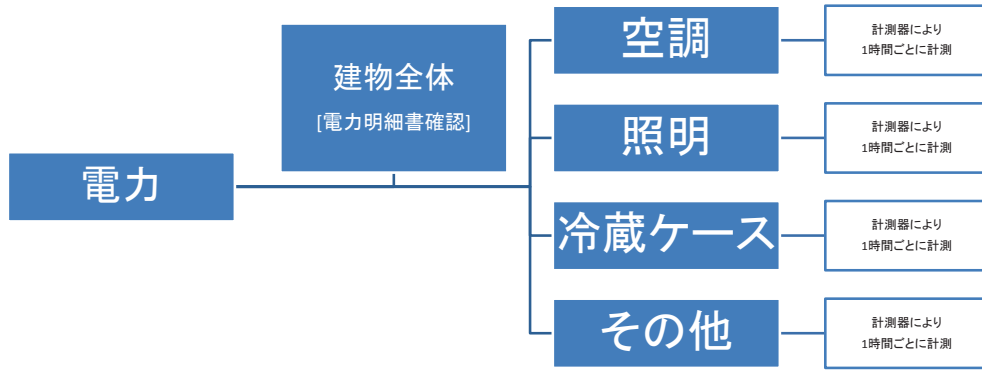 電力
建物全体
[電力明細書確認]
空調
計測器により
1時間ごとに計測
照明
計測器により
1時間ごとに計測
冷蔵ケース
計測器により
1時間ごとに計測
その他
計測器により
1時間ごとに計測